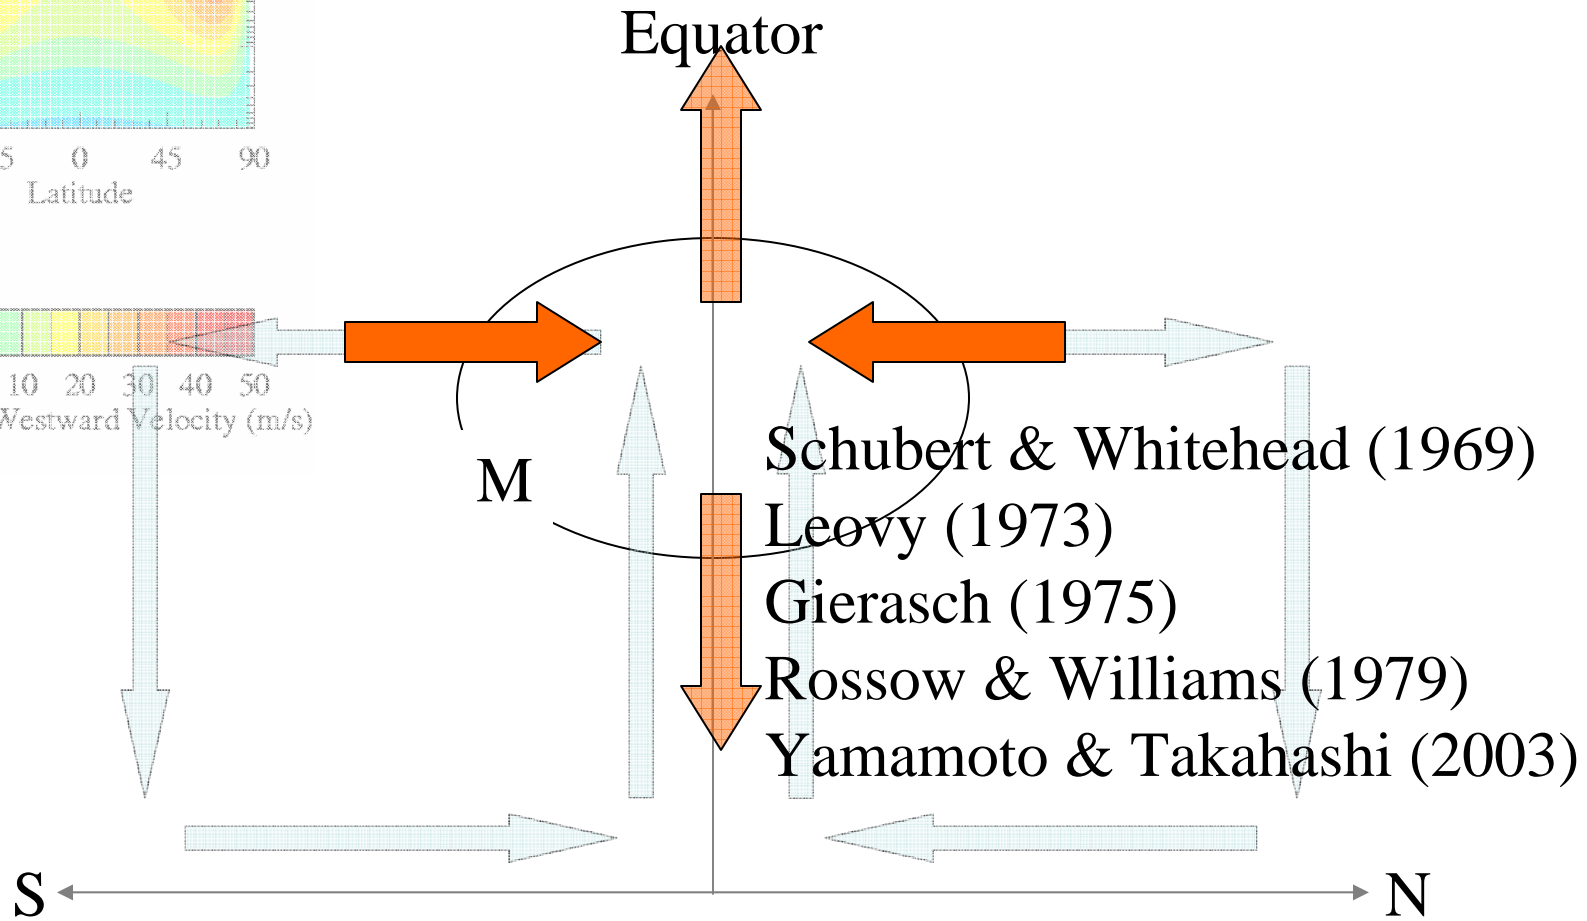 Equator
5 0 45 90
Latitude
10 20 30 40 50
Westward Velocity (m/s)
M
Schubert & Whitehead (1969)
Leovy (1973)
Gierasch (1975)
Rossow & Williams (1979)
Yamamoto & Takahashi (2003)
S
N